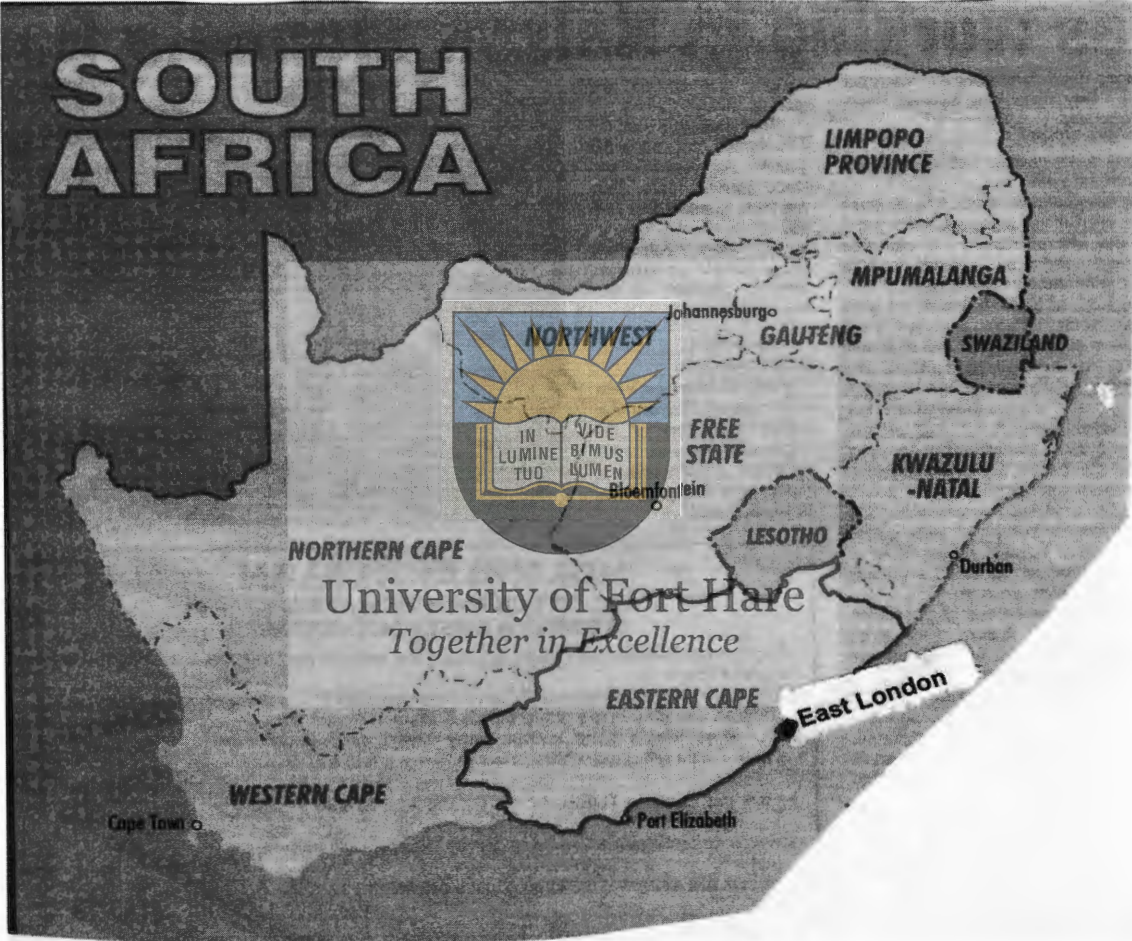 SOUTH
AFRICA
LIMPOPO
PROVINCE
MPUMALANGA
Johannesburg
NORTHWEST
GAUTENG
SWAZILAND
IN
LUMINE
TUO
VIDE
BIMUS
LUMEN
FREE
STATE
KWAZULU
-NATAL
Bloemfontein
LESOTHO
NORTHERN CAPE
Durban
University of Fort Hare
Together in Excellence
EASTERN CAPE
East London
WESTERN CAPE
Cape Town
Port Elizabeth